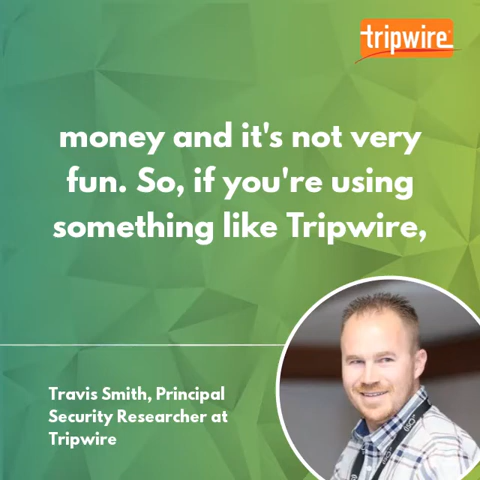 tripwire
money and it's not very
fun. So, if you're using
something like Tripwire,
Travis Smith, Principal
Security Researcher at
Tripwire